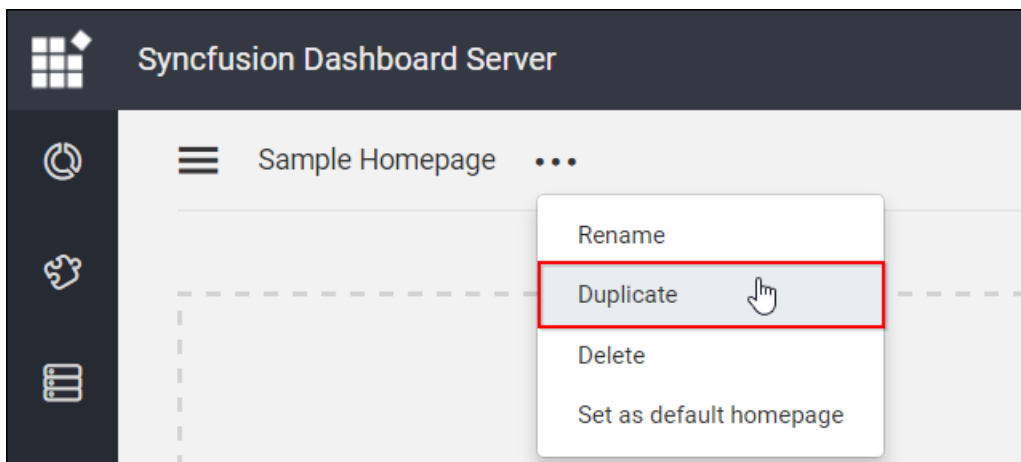 Syncfusion Dashboard Server
Sample Homepage
Rename
Duplicate
Delete
Set as default homepage